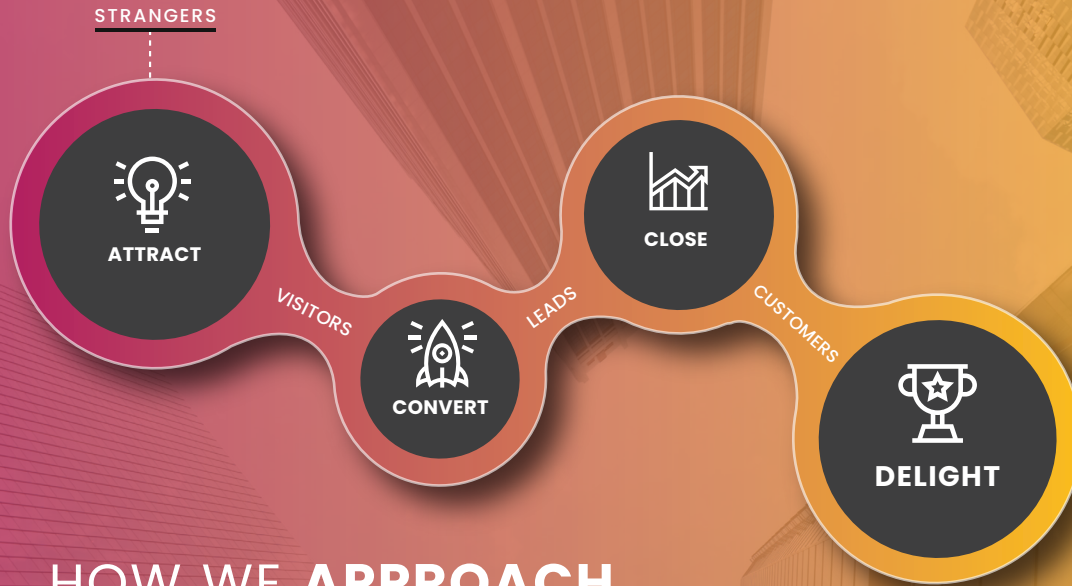 STRANGERS
ATTRACT
VISITORS
CONVERT
LEADS
CLOSE
CUSTOMERS
DELIGHT
HOW WE APPROACH